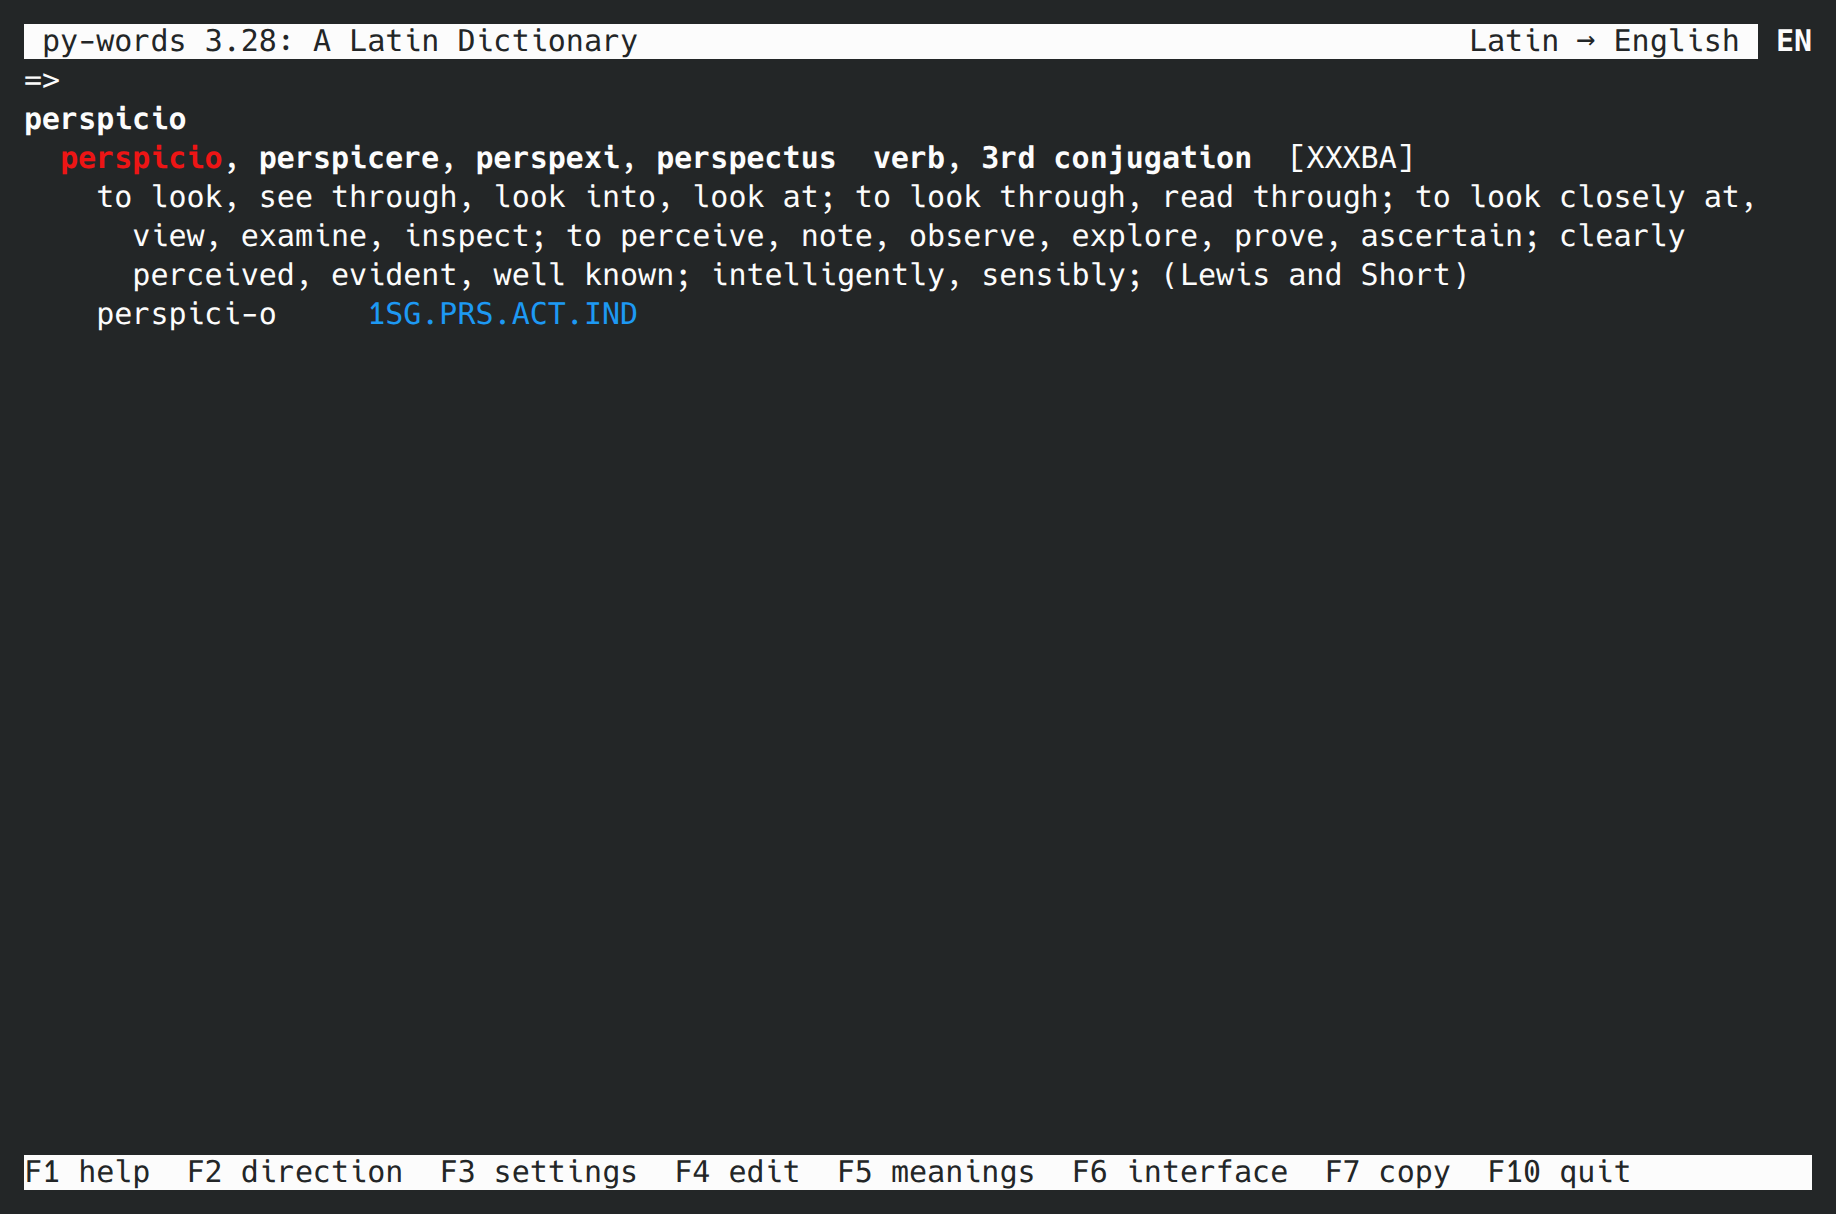 py-words 3.28: A Latin Dictionary Latin → English EN
=>
perspicio
perspicio, perspicere, perspexi, perspectus verb, 3rd conjugation [XXXBA]
to look, see through, look into, look at; to look through, read through; to look closely at,
view, examine, inspect; to perceive, note, observe, explore, prove, ascertain; clearly
perceived, evident, well known; intelligently, sensibly; (Lewis and Short)
perspici-o 1SG.PRS.ACT.IND
F1 help F2 direction F3 settings F4 edit F5 meanings F6 interface F7 copy F10 quit